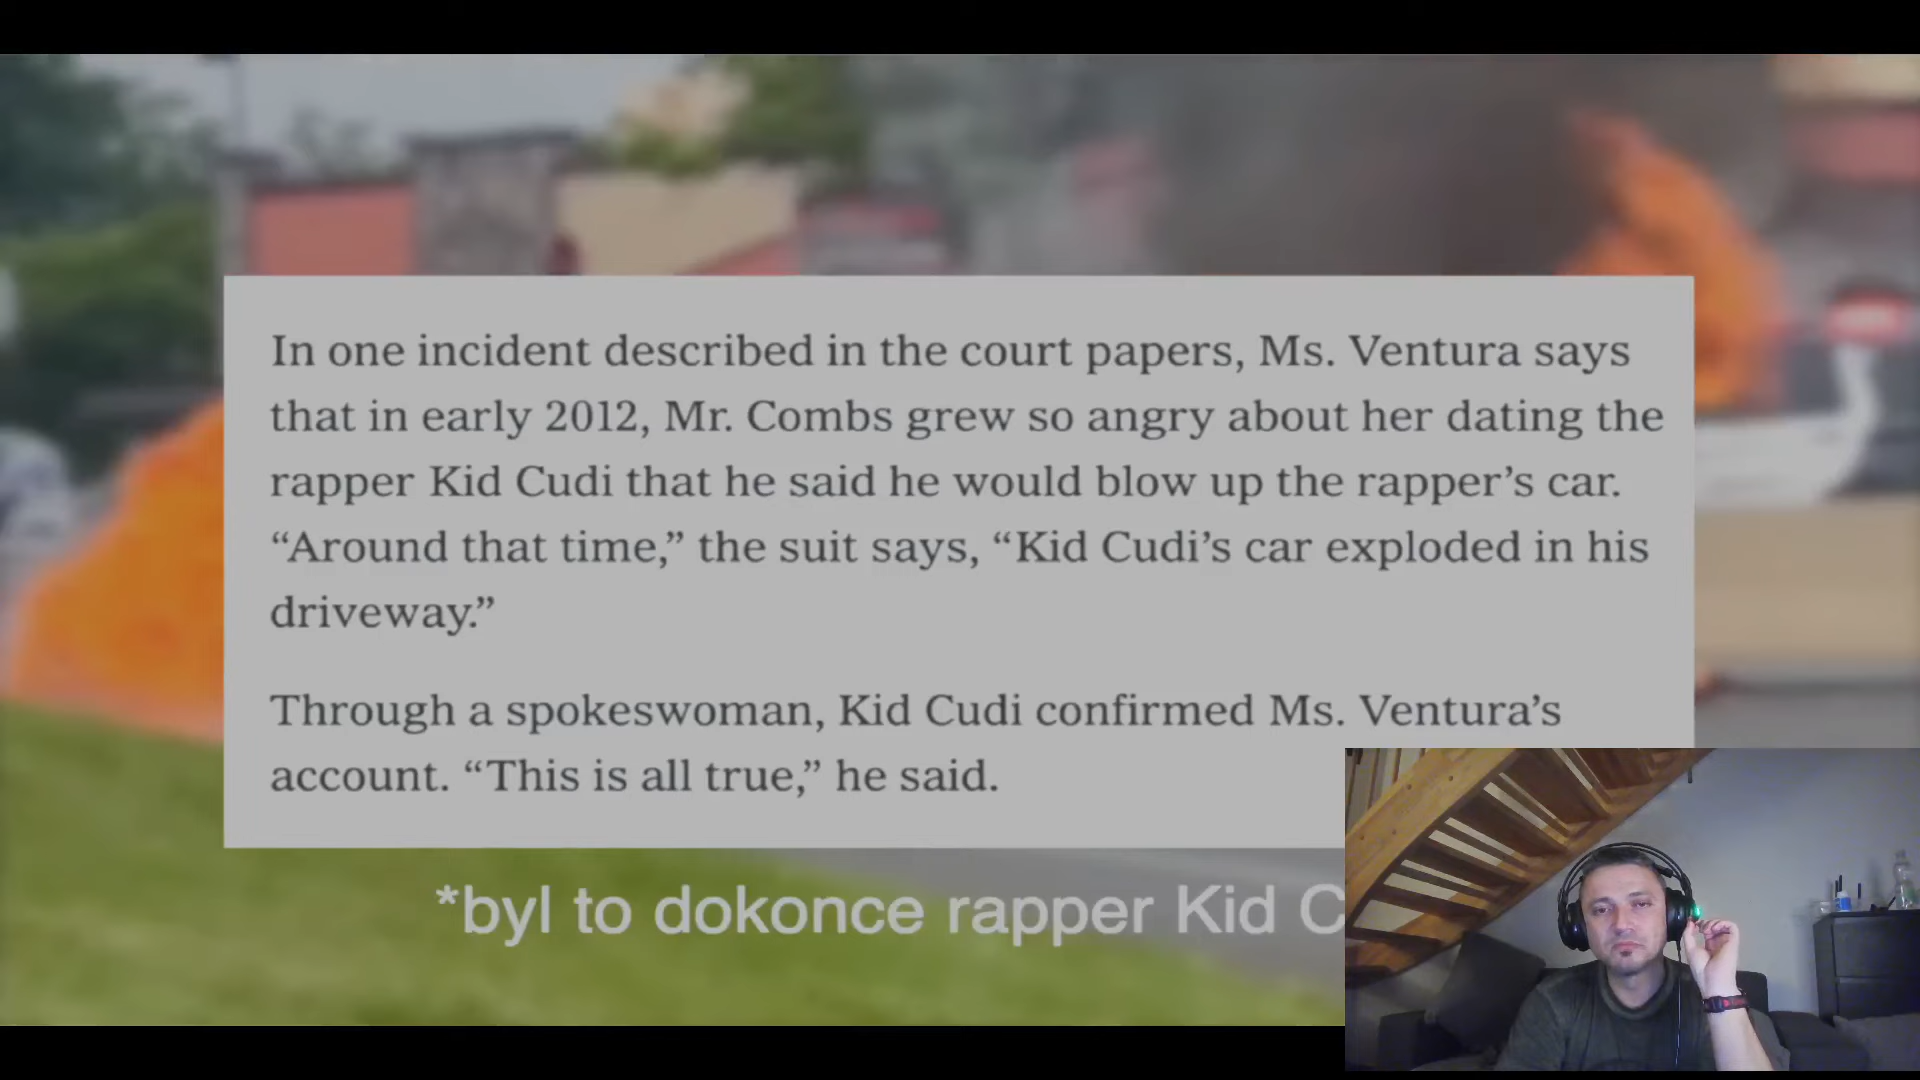 In one incident described in the court papers, Ms. Ventura says
that in early 2012, Mr. Combs grew so angry about her dating the
rapper Kid Cudi that he said he would blow up the rapper’s car.
“Around that time,” the suit says, “Kid Cudi’s car exploded in his
driveway.”
Through a spokeswoman, Kid Cudi confirmed Ms. Ventura’s
account. “This is all true,” he said.
*byl to dokonce rapper Kid C